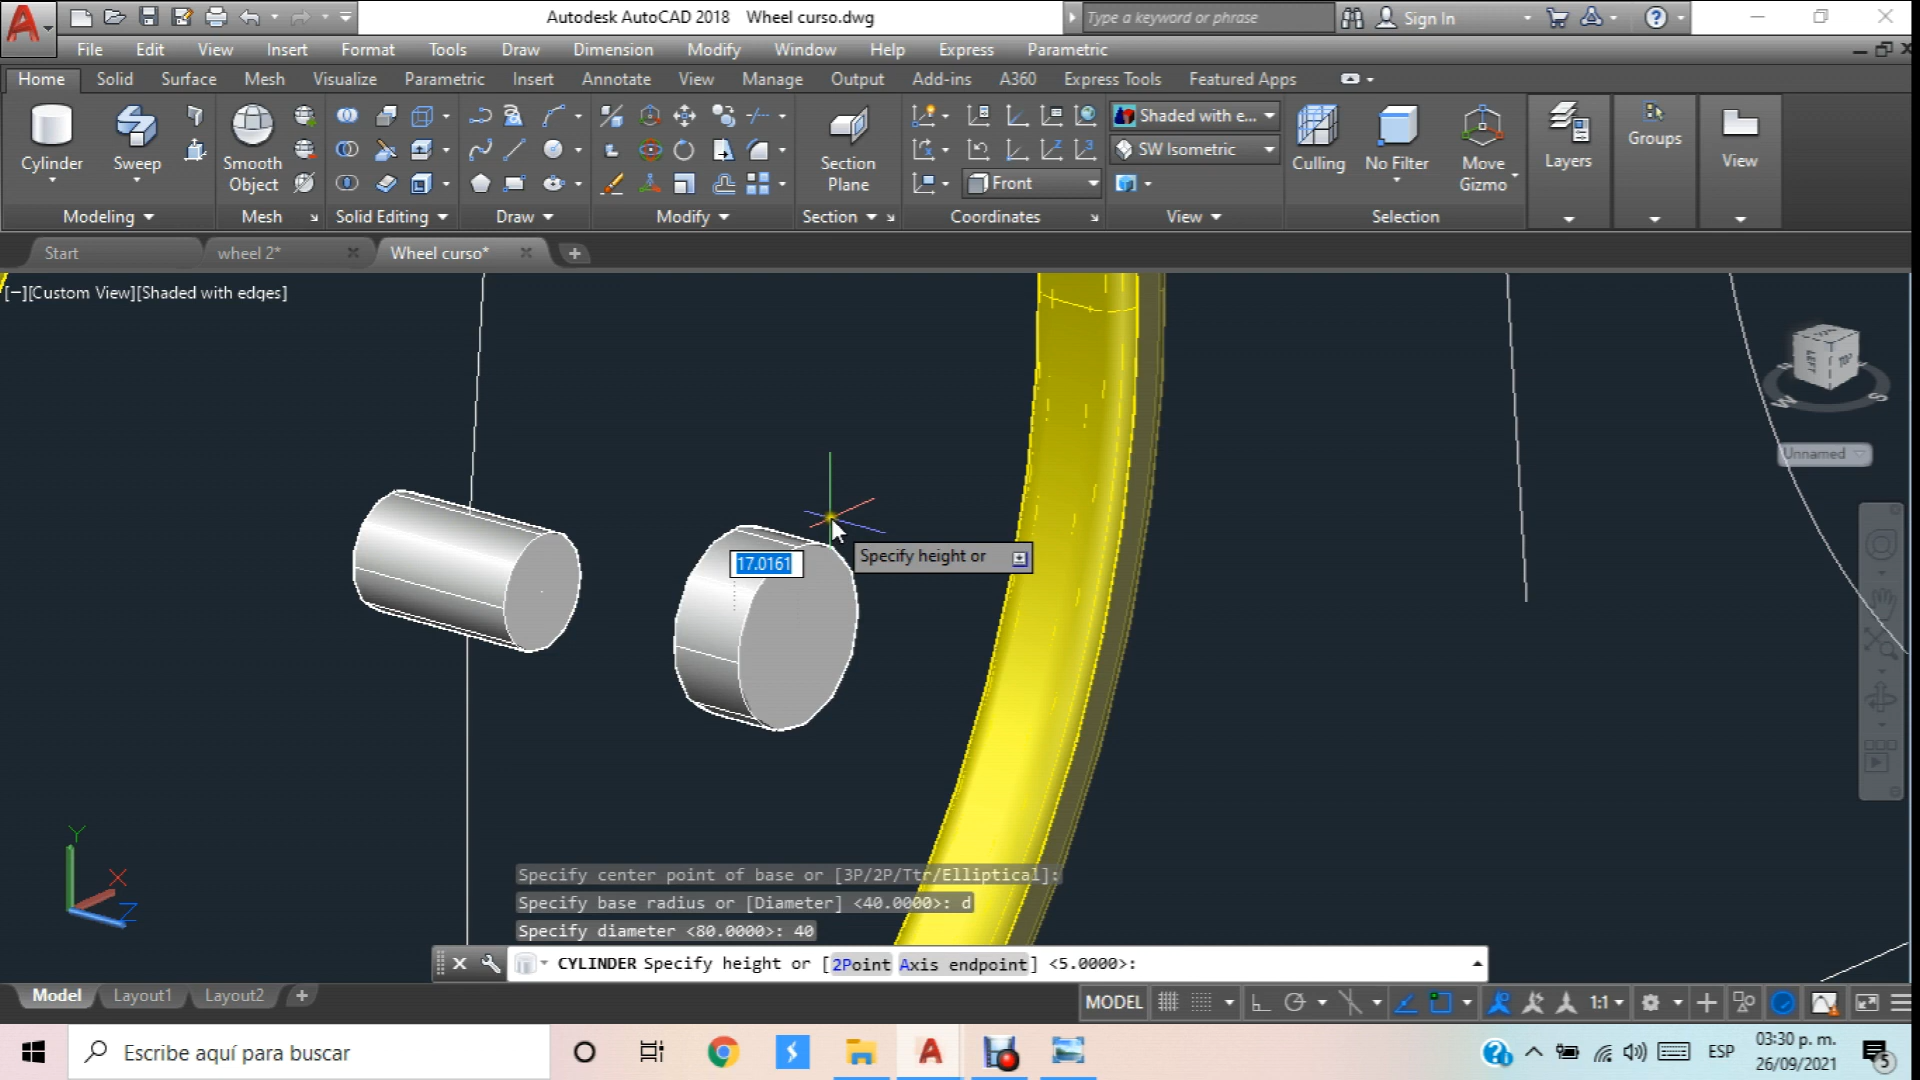 Autodesk AutoCAD 2018 Wheel curso.dwg
Type a keyword or phrase
Sign In
File Edit View Insert Format Tools Draw Dimension Modify Window Help Express Parametric
Home Solid Surface Mesh Visualize Parametric Insert Annotate View Manage Output Add-ins A360 Express Tools Featured Apps
Cylinder
Sweep
Smooth
Object
Section
Plane
Shaded with e...
SW Isometric
Front
Culling
No Filter
Move
Gizmo
Layers
Groups
View
Modeling
Mesh
Solid Editing
Draw
Modify
Section
Coordinates
View
Selection
Start
wheel 2*
Wheel curso*
[−][Custom View][Shaded with edges]
LEFT
TOP
W
S
Unnamed
17.0161
Specify height or
Y
X
Z
Specify center point of base or [3P/2P/Ttr/Elliptical]:
Specify base radius or [Diameter] <40.0000>: d
Specify diameter <80.0000>: 40
CYLINDER Specify height or [2Point Axis endpoint] <5.0000>:
Model Layout1 Layout2
MODEL
1:1
Escribe aquí para buscar
ESP
03:30 p. m.
26/09/2021
5